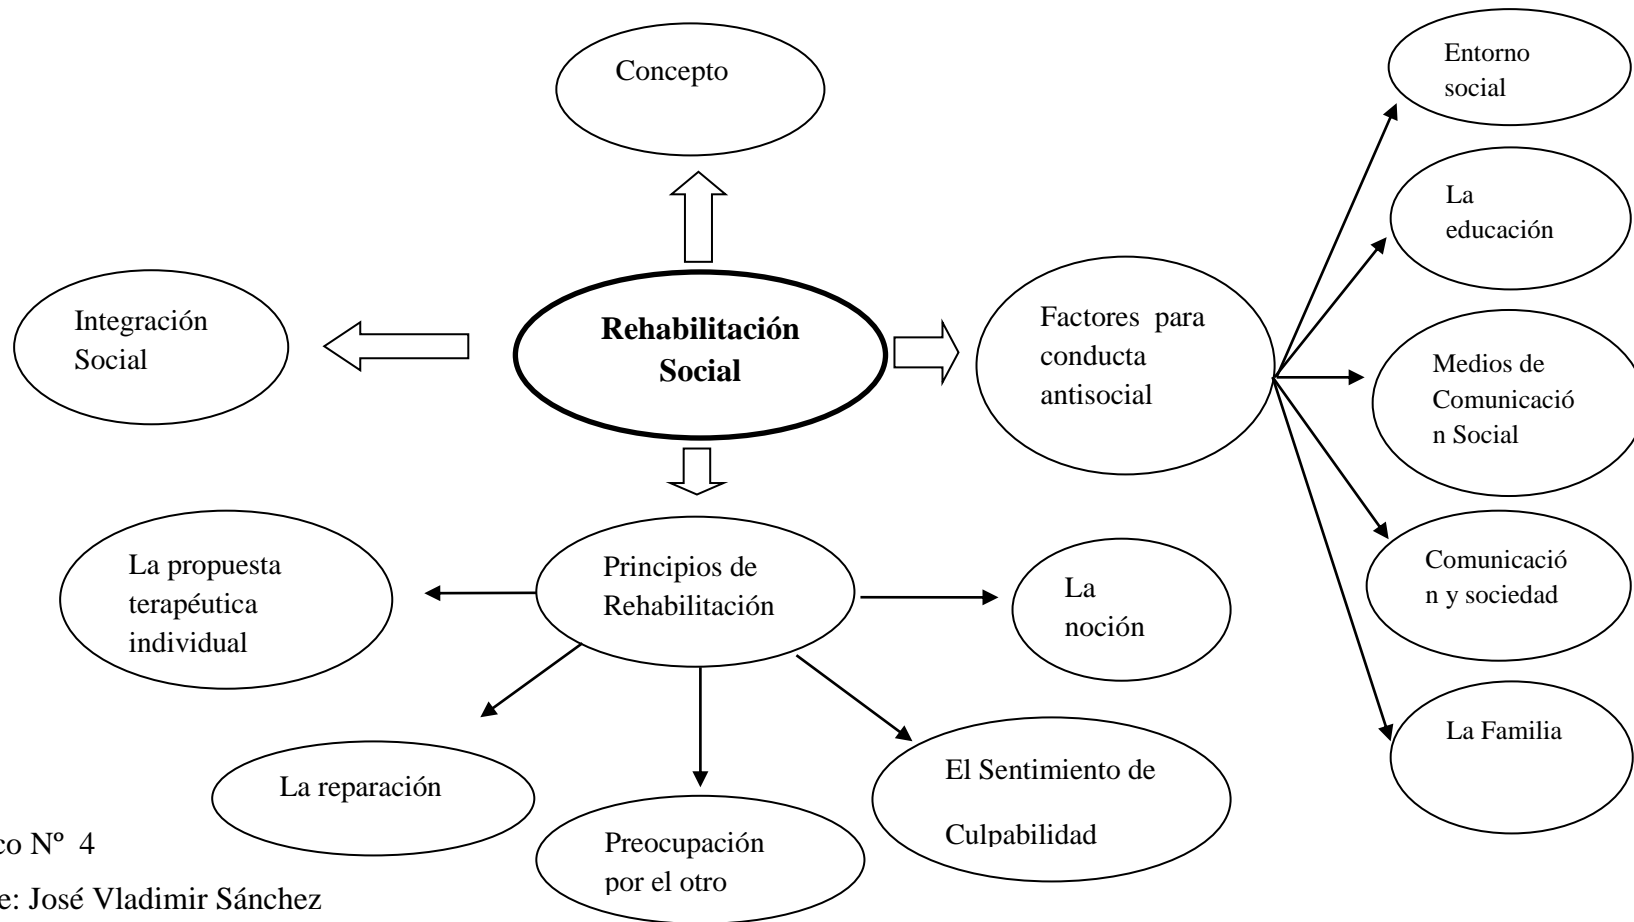 Concepto
Entorno
social
La
educación
Integración
Social
Rehabilitación
Social
Factores para
conducta
antisocial
Medios de
Comunicació
n Social
La propuesta
terapéutica
individual
Principios de
Rehabilitación
La
noción
Comunicació
n y sociedad
La reparación
Preocupación
por el otro
El Sentimiento de
Culpabilidad
La Familia
co Nº 4
e: José Vladimir Sánchez